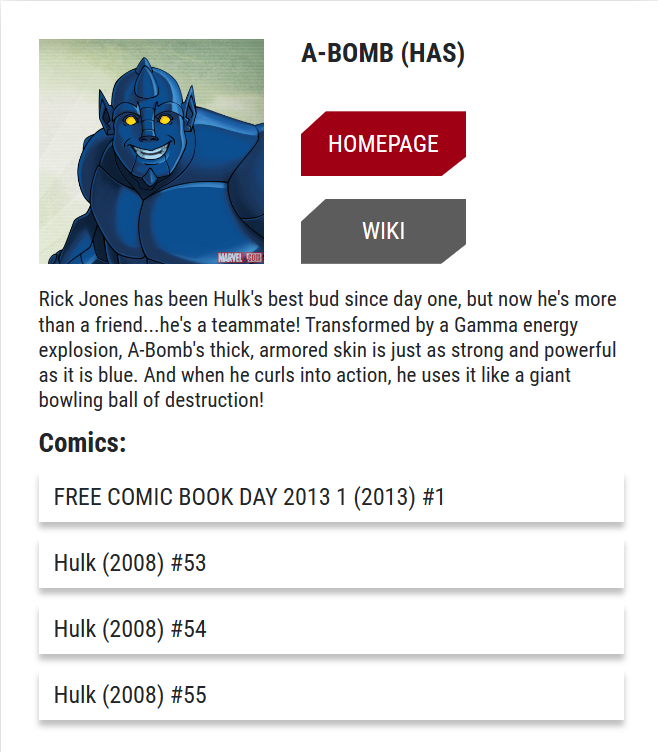 A-BOMB (HAS)
HOMEPAGE
WIKI
MARVEL
Rick Jones has been Hulk's best bud since day one, but now he's more
than a friend...he's a teammate! Transformed by a Gamma energy
explosion, A-Bomb's thick, armored skin is just as strong and powerful
as it is blue. And when he curls into action, he uses it like a giant
bowling ball of destruction!
Comics:
FREE COMIC BOOK DAY 2013 1 (2013) #1
Hulk (2008) #53
Hulk (2008) #54
Hulk (2008) #55